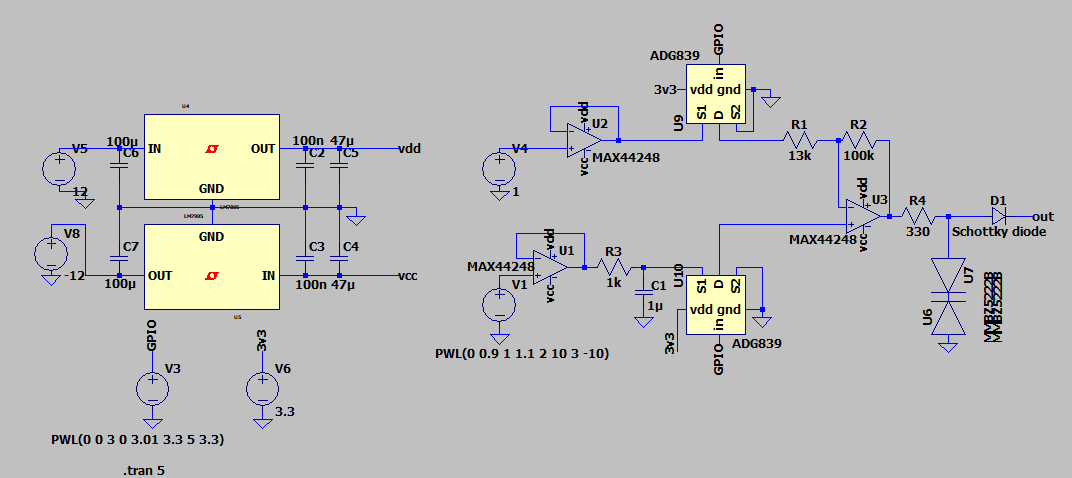 U4
V5
12
100µ
C6
IN
OUT
GND
100n
47µ
C2
C5
vdd
LM7805
LM7905
V8
-12
C7
100µ
GND
OUT
IN
U5
C3
C4
100n
47µ
vcc
GPIO
V3
3v3
V6
3.3
PWL(0 0 3 0 3.01 3.3 5 3.3)
.tran 5
GPIO
ADG839
in
3v3
vdd gnd
S1
D
S2
U9
vdd
U2
MAX44248
vcc
V4
1
R1
13k
R2
100k
vdd
U3
MAX44248
vcc
R4
330
D1
Schottky diode
out
vdd
U1
MAX44248
vcc
V1
R3
1k
C1
1µ
PWL(0 0.9 1 1.1 2 10 3 -10)
U10
S1
D
S2
vdd gnd
in
3v3
GPIO
ADG839
U7
U6